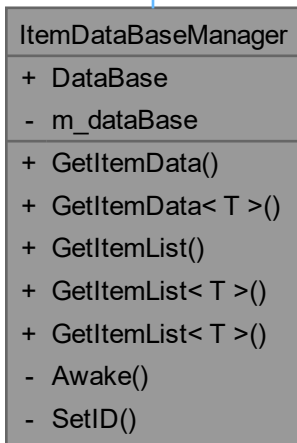 ItemDataBaseManager
+ DataBase
- m_dataBase
+ GetItemData()
+ GetItemData< T >()
+ GetItemList()
+ GetItemList< T >()
+ GetItemList< T >()
- Awake()
- SetID()